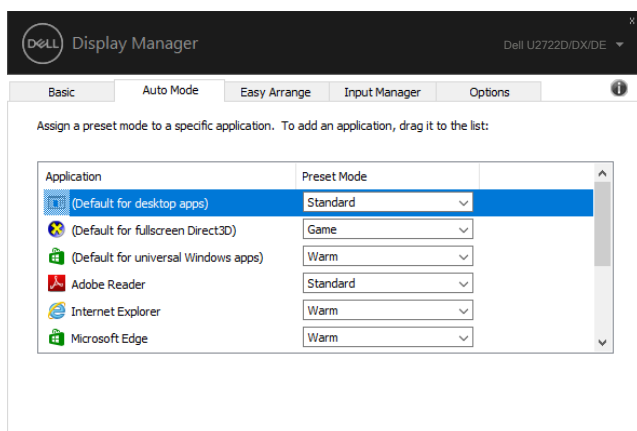 DELL Display Manager Dell U2722D/DX/DE
x
Basic Auto Mode Easy Arrange Input Manager Options i
Assign a preset mode to a specific application. To add an application, drag it to the list:
Application Preset Mode
(Default for desktop apps) Standard
(Default for fullscreen Direct3D) Game
(Default for universal Windows apps) Warm
Adobe Reader Standard
Internet Explorer Warm
Microsoft Edge Warm